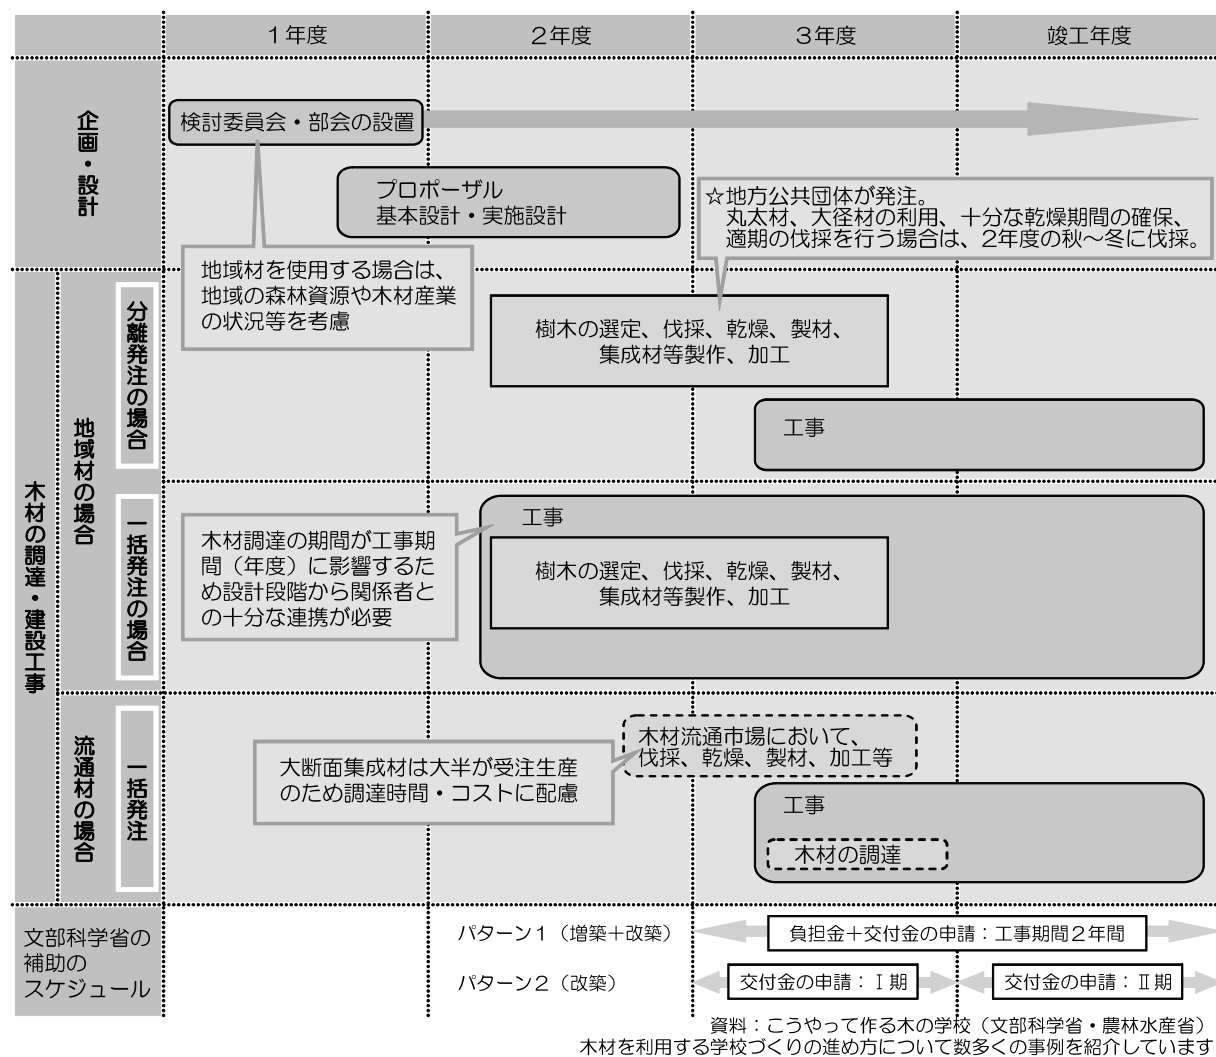 １年度
２年度
３年度
竣工年度
企画・設計
検討委員会・部会の設置
プロポーザル
基本設計・実施設計
☆地方公共団体が発注。
丸太材、大径材の利用、十分な乾燥期間の確保、
適期の伐採を行う場合は、２年度の秋～冬に伐採。
地域材を使用する場合は、
地域の森林資源や木材産業
の状況等を考慮
木材の調達・建設工事
地域材の場合
分離発注の場合
樹木の選定、伐採、乾燥、製材、
集成材等製作、加工
工事
一括発注の場合
木材調達の期間が工事期
間（年度）に影響するた
め設計段階から関係者と
の十分な連携が必要
工事
樹木の選定、伐採、乾燥、製材、
集成材等製作、加工
流通材の場合
一括発注
大断面集成材は大半が受注生産
のため調達時間・コストに配慮
木材流通市場において、
伐採、乾燥、製材、加工等
工事
木材の調達
文部科学省の
補助の
スケジュール
パターン１（増築＋改築）
負担金＋交付金の申請：工事期間２年間
パターン２（改築）
交付金の申請：Ⅰ期
交付金の申請：Ⅱ期
資料：こうやって作る木の学校（文部科学省・農林水産省）
木材を利用する学校づくりの進め方について数多くの事例を紹介しています